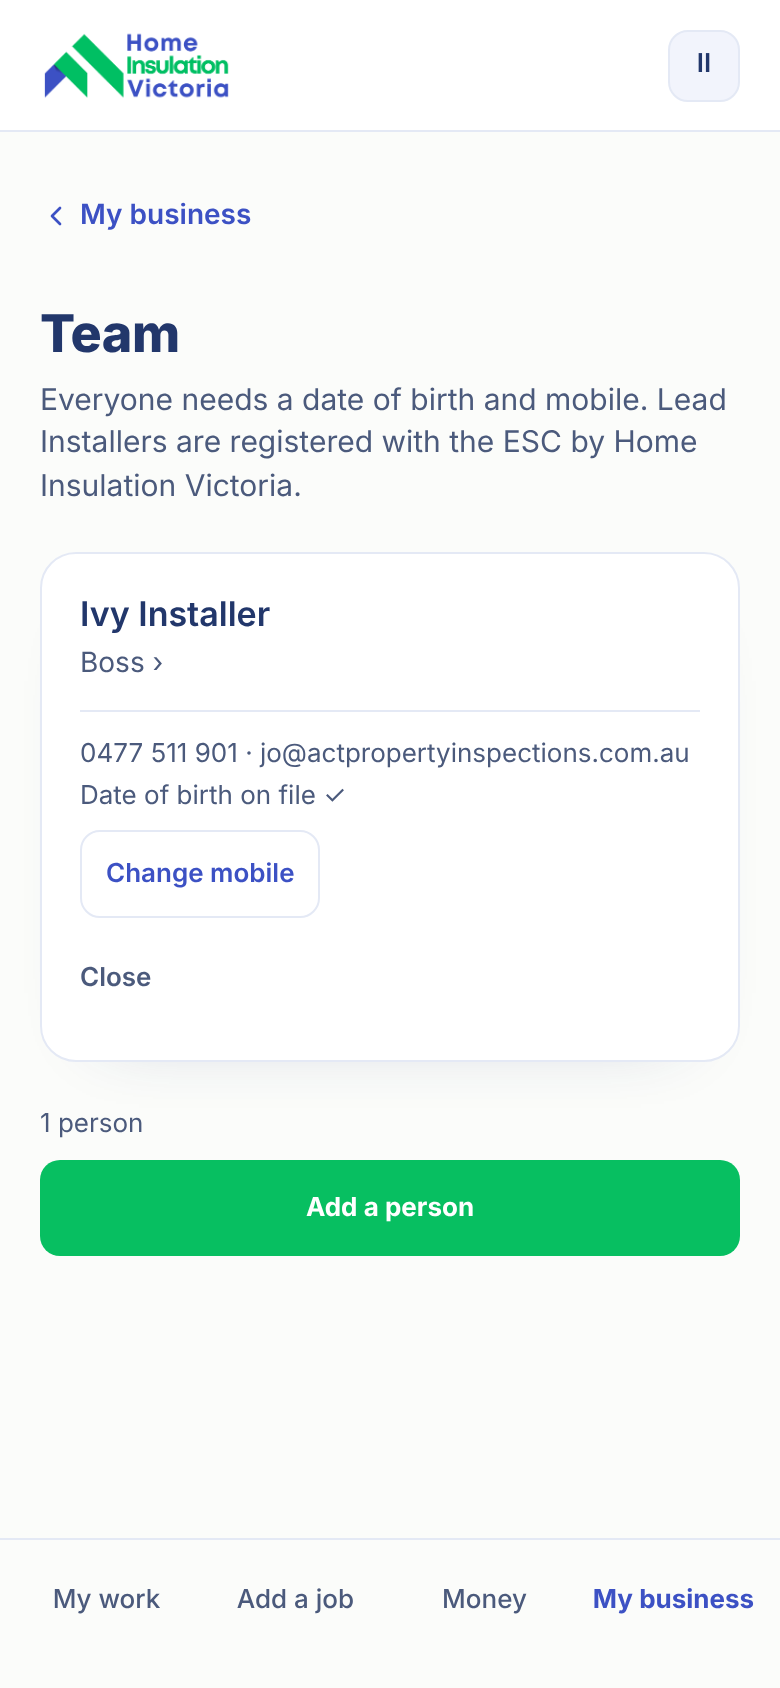 Home
Insulation
Victoria
II
My business
Team
Everyone needs a date of birth and mobile. Lead
Installers are registered with the ESC by Home
Insulation Victoria.
Ivy Installer
Boss ›
0477 511 901 · jo@actpropertyinspections.com.au
Date of birth on file ✓
Change mobile
Close
1 person
Add a person
My work
Add a job
Money
My business